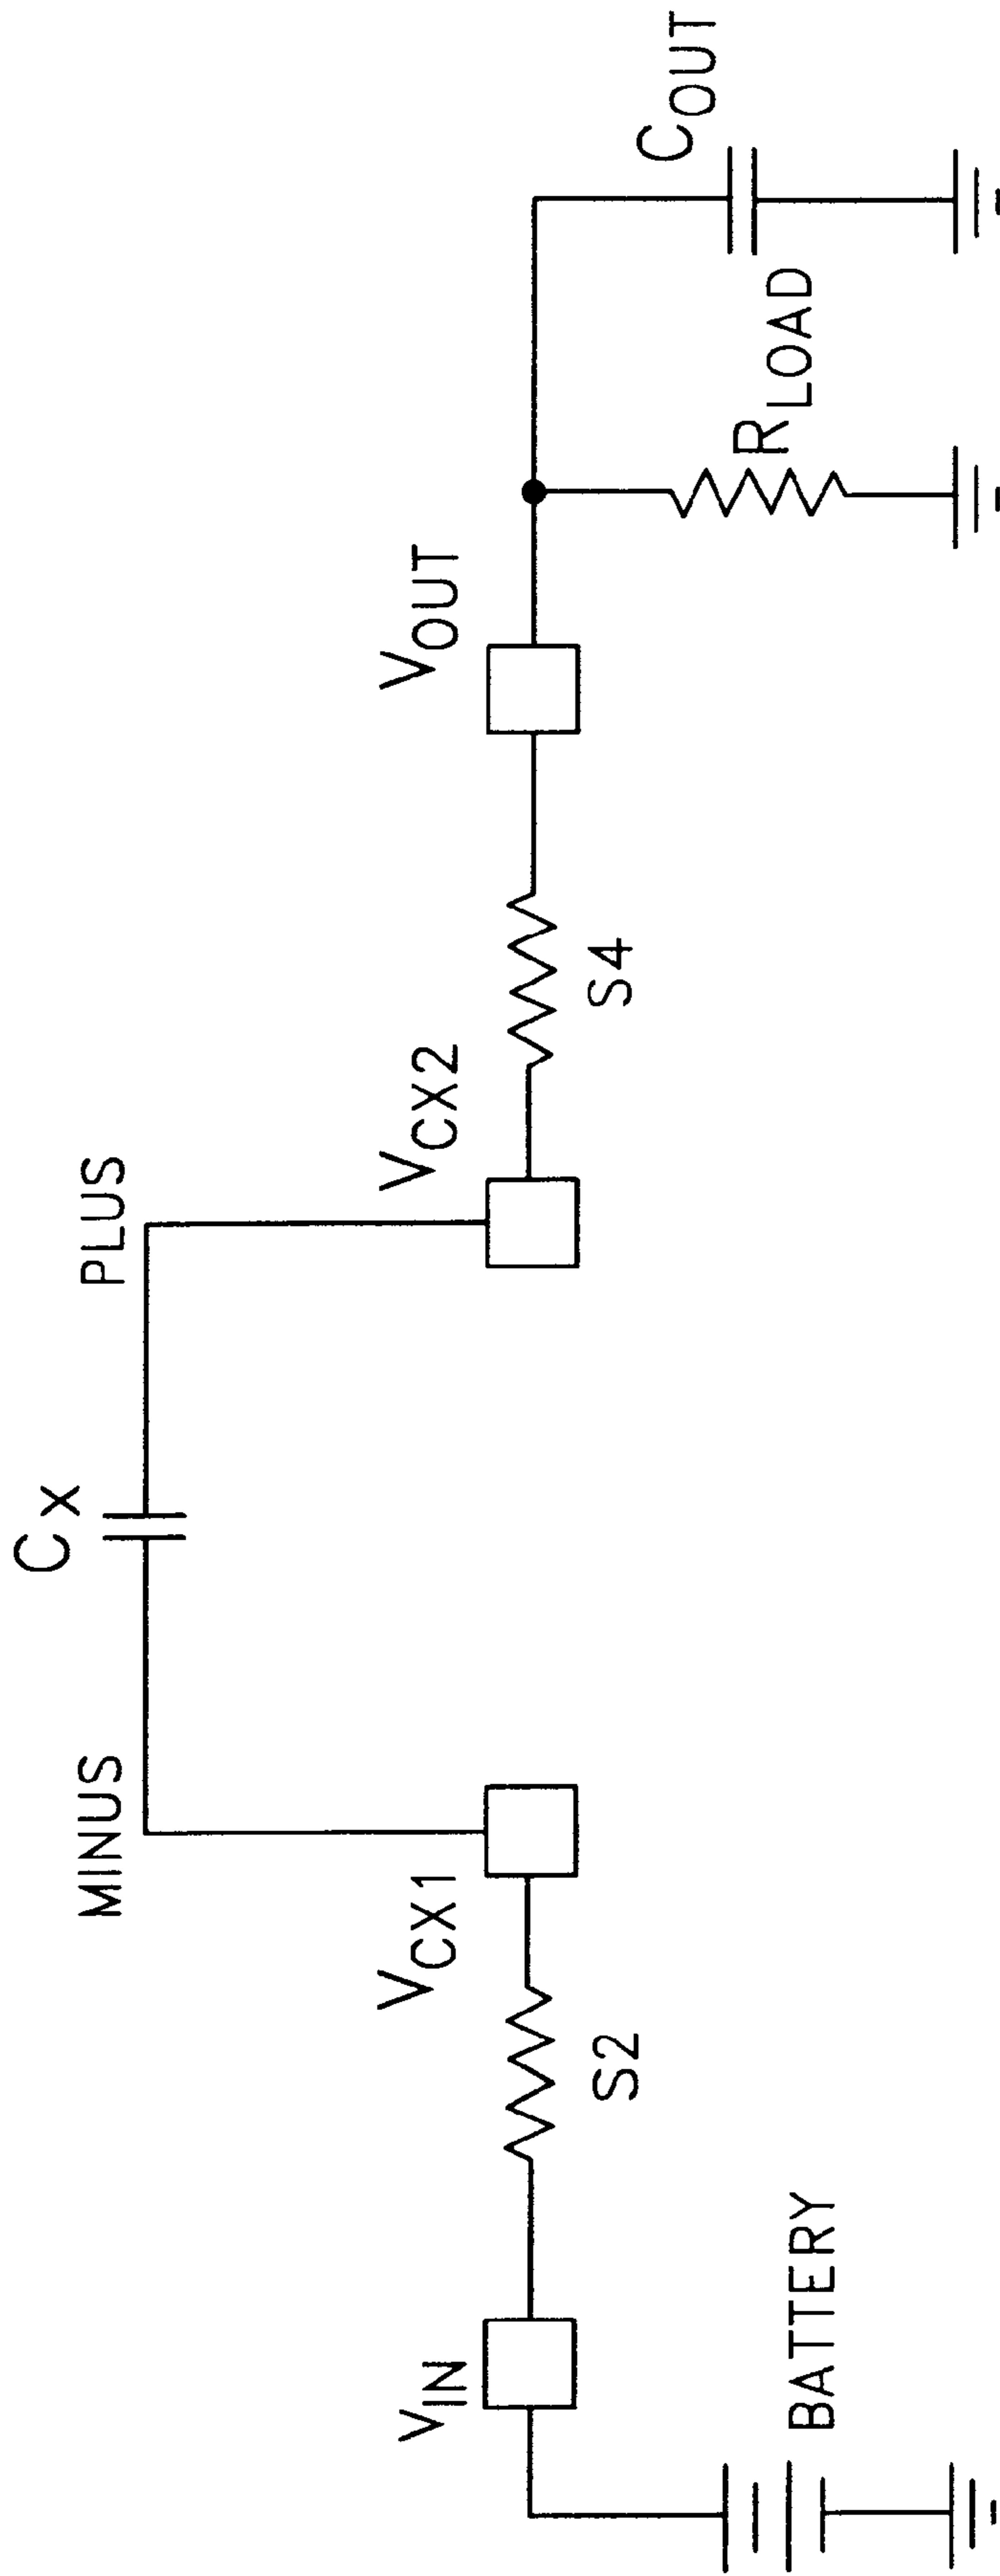 C_X
MINUS
PLUS
V_IN
V_CX1
V_CX2
V_OUT
S2
S4
BATTERY
R_LOAD
C_OUT